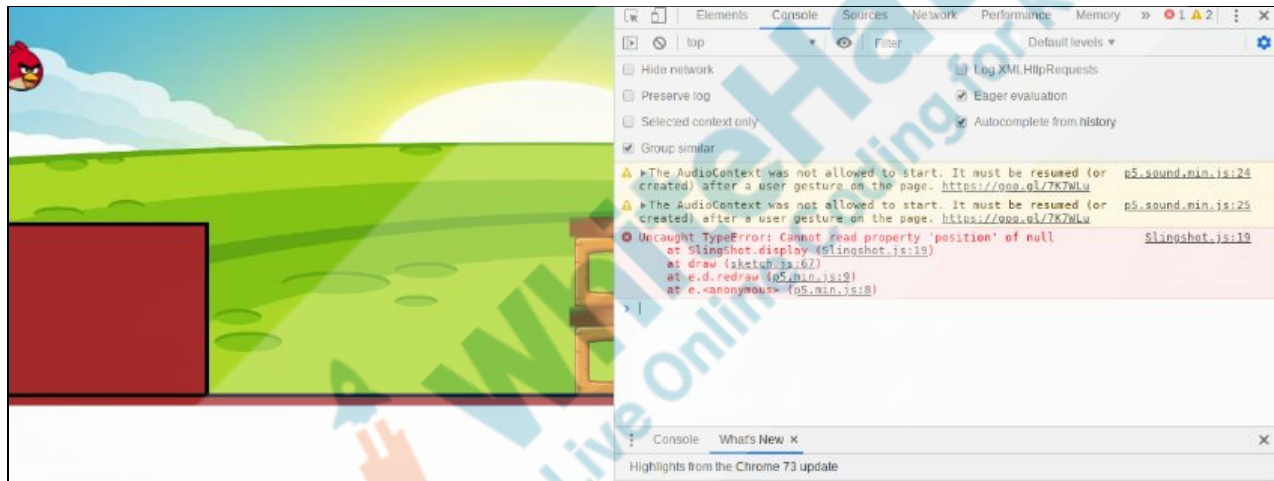 Elements Console Sources Network Performance Memory » 1 2
top Filter Default levels ▾
Hide network
Log XMLHttpRequests
Preserve log
Eager evaluation
Selected context only
Autocomplete from history
Group similar
The AudioContext was not allowed to start. It must be resumed (or p5.sound.min.js:24
created) after a user gesture on the page. https://goo.gl/7K7WLu
The AudioContext was not allowed to start. It must be resumed (or p5.sound.min.js:25
created) after a user gesture on the page. https://goo.gl/7K7WLu
Uncaught TypeError: Cannot read property 'position' of null Slingshot.js:19
at SlingShot.display (Slingshot.js:19)
at draw (sketch.js:67)
at e.d.redraw (p5.min.js:9)
at e.<anonymous> (p5.min.js:8)
Console What's New ×
Highlights from the Chrome 73 update
WhiteHa
Live Online Coding for K